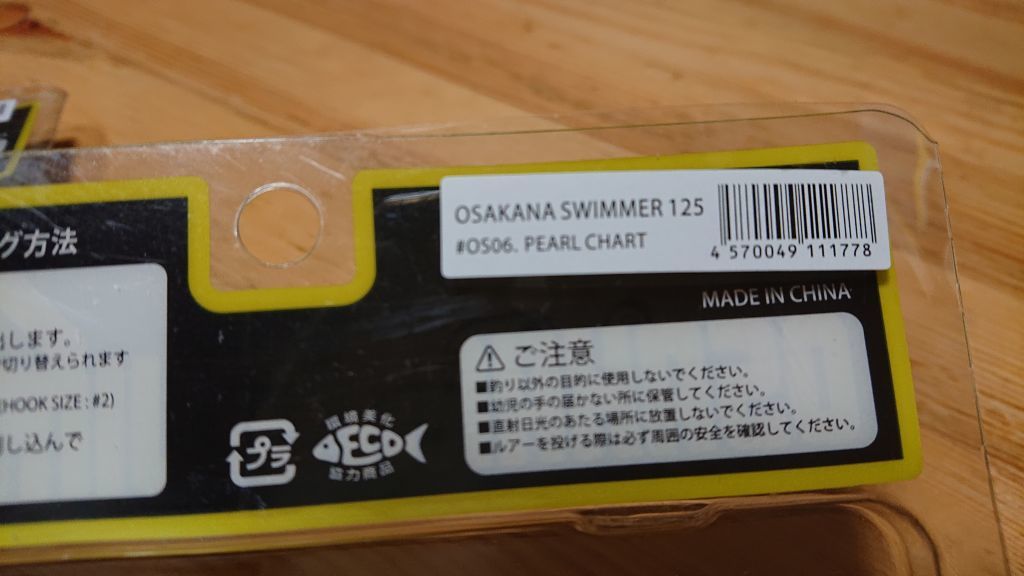 グ方法
出します。
切り替えられます
(HOOK SIZE : #2)
し込んで
プラ
環境美化
ECO
協力商品
OSAKANA SWIMMER 125
#OS06. PEARL CHART
4 570049 111778
MADE IN CHINA
ご注意
■釣り以外の目的に使用しないでください。
■幼児の手の届かない所に保管してください。
■直射日光のあたる場所に放置しないでください。
■ルアーを投げる際は必ず周囲の安全を確認してください。